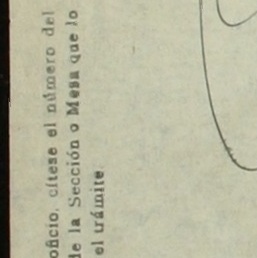 oficio, cítese el número del
de la Sección o Mesa que lo
el trámite